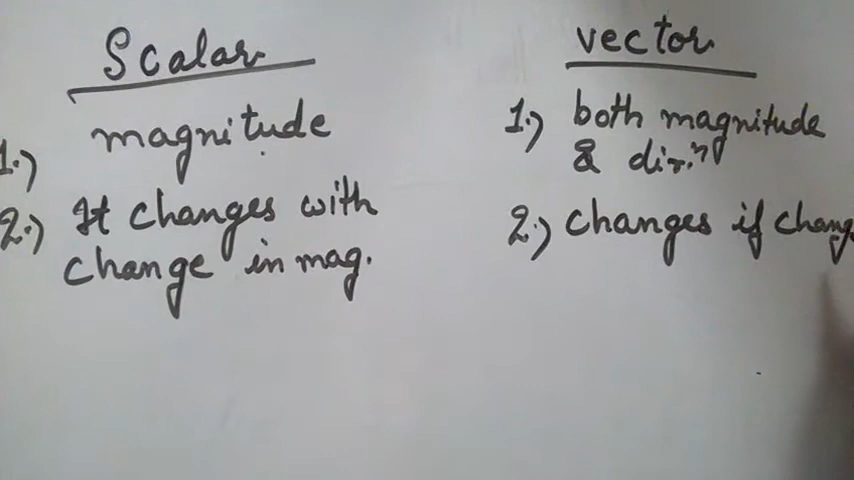 Scalar
1.) magnitude
2.) It changes with
change in mag.
vector
1.) both magnitude
& dir.ⁿ
2.) changes if chang